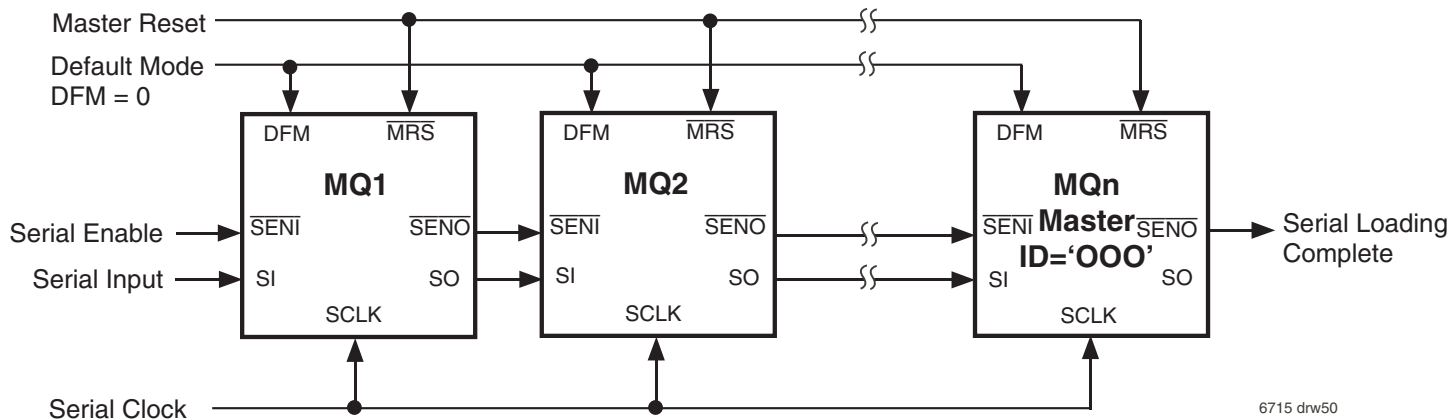 Master Reset
Default Mode
DFM = 0
DFM
MRS
DFM
MRS
DFM
MRS
MQ1
MQ2
MQn
Master
ID='OOO'
Serial Enable
SENI
SENO
SENI
SENO
SENI
SENO
Serial Loading
Complete
Serial Input
SI
SO
SI
SO
SI
SO
SCLK
SCLK
SCLK
Serial Clock
6715 drw50